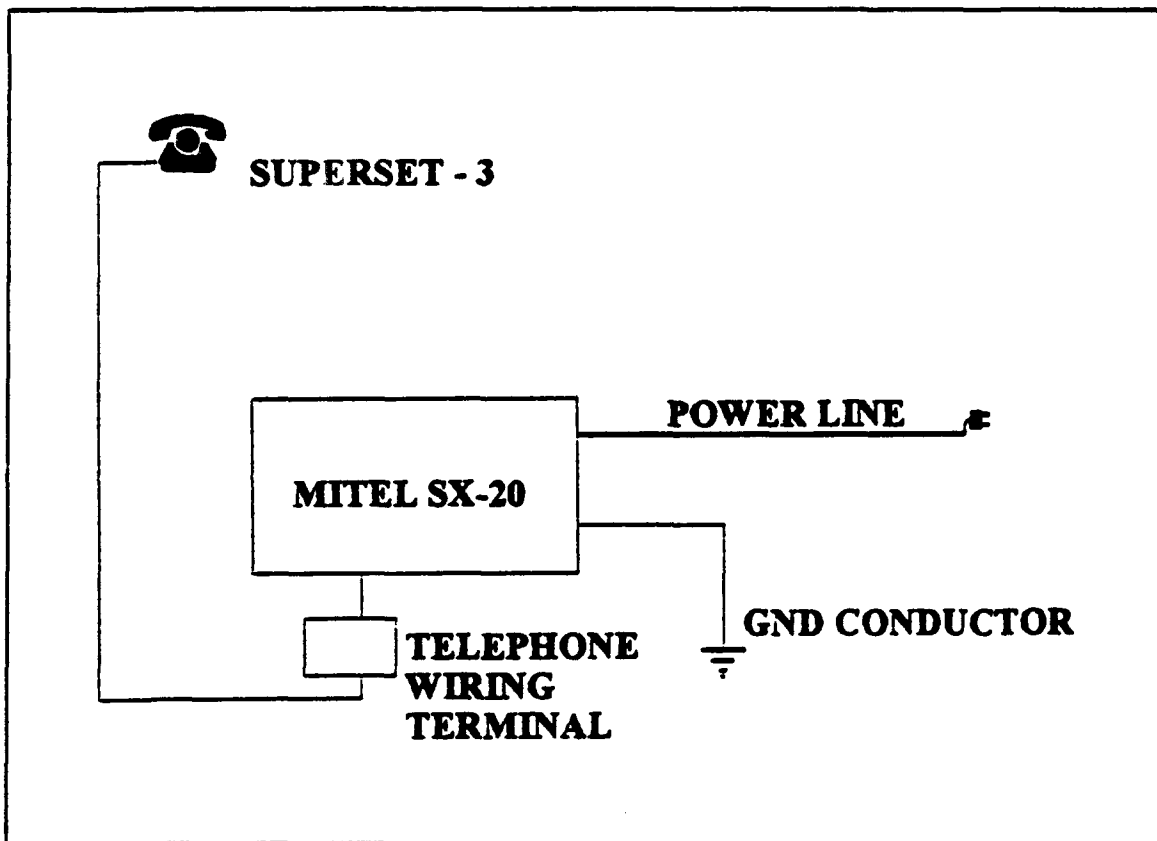 SUPERSET - 3
POWER LINE
MITEL SX-20
GND CONDUCTOR
TELEPHONE
WIRING
TERMINAL